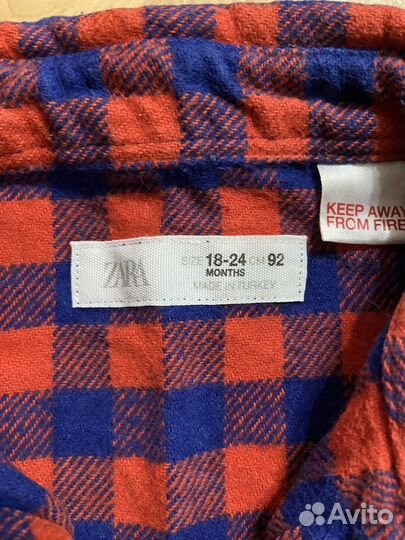 KEEP AWAY
FROM FIRE
ZARA
SIZE 18-24 CM 92
MONTHS
MADE IN TURKEY
Avito